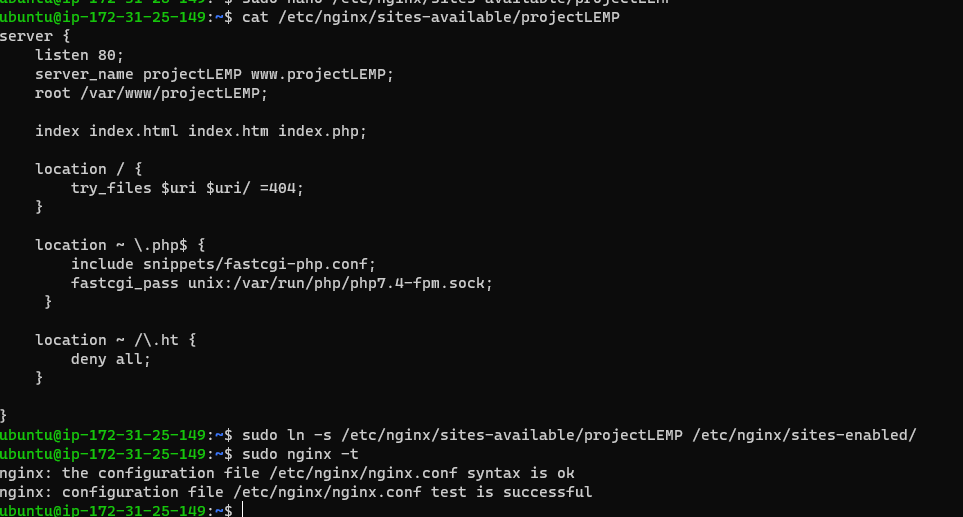 ubuntu@ip-172-31-25-149:~$ sudo nano /etc/nginx/sites-available/projectLEMP
ubuntu@ip-172-31-25-149:~$ cat /etc/nginx/sites-available/projectLEMP
server {
    listen 80;
    server_name projectLEMP www.projectLEMP;
    root /var/www/projectLEMP;

    index index.html index.htm index.php;

    location / {
        try_files $uri $uri/ =404;
    }

    location ~ \.php$ {
        include snippets/fastcgi-php.conf;
        fastcgi_pass unix:/var/run/php/php7.4-fpm.sock;
     }

    location ~ /\.ht {
        deny all;
    }

}
ubuntu@ip-172-31-25-149:~$ sudo ln -s /etc/nginx/sites-available/projectLEMP /etc/nginx/sites-enabled/
ubuntu@ip-172-31-25-149:~$ sudo nginx -t
nginx: the configuration file /etc/nginx/nginx.conf syntax is ok
nginx: configuration file /etc/nginx/nginx.conf test is successful
ubuntu@ip-172-31-25-149:~$